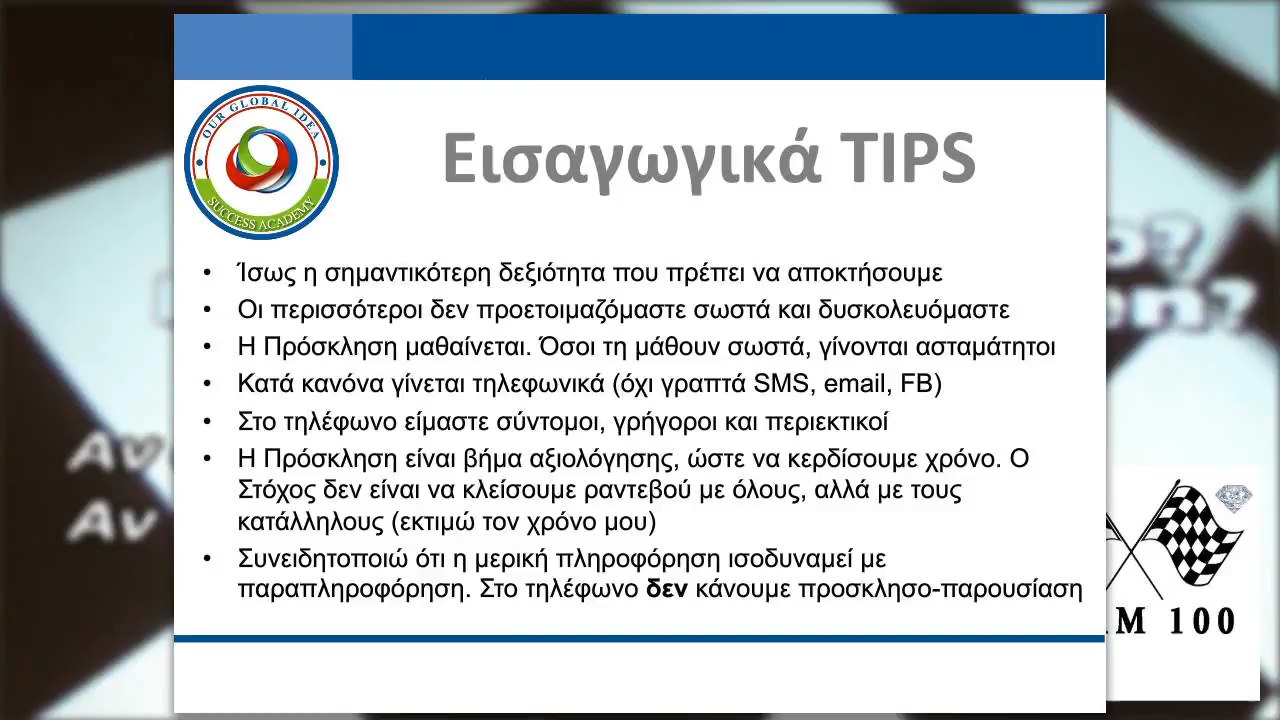 OUR GLOBAL IDEA
SUCCESS ACADEMY
Εισαγωγικά TIPS
• Ίσως η σημαντικότερη δεξιότητα που πρέπει να αποκτήσουμε
• Οι περισσότεροι δεν προετοιμαζόμαστε σωστά και δυσκολευόμαστε
• Η Πρόσκληση μαθαίνεται. Όσοι τη μάθουν σωστά, γίνονται ασταμάτητοι
• Κατά κανόνα γίνεται τηλεφωνικά (όχι γραπτά SMS, email, FB)
• Στο τηλέφωνο είμαστε σύντομοι, γρήγοροι και περιεκτικοί
• Η Πρόσκληση είναι βήμα αξιολόγησης, ώστε να κερδίσουμε χρόνο. Ο
Στόχος δεν είναι να κλείσουμε ραντεβού με όλους, αλλά με τους
κατάλληλους (εκτιμώ τον χρόνο μου)
• Συνειδητοποιώ ότι η μερική πληροφόρηση ισοδυναμεί με
παραπληροφόρηση. Στο τηλέφωνο δεν κάνουμε προσκλησο-παρουσίαση
M 100
Αν